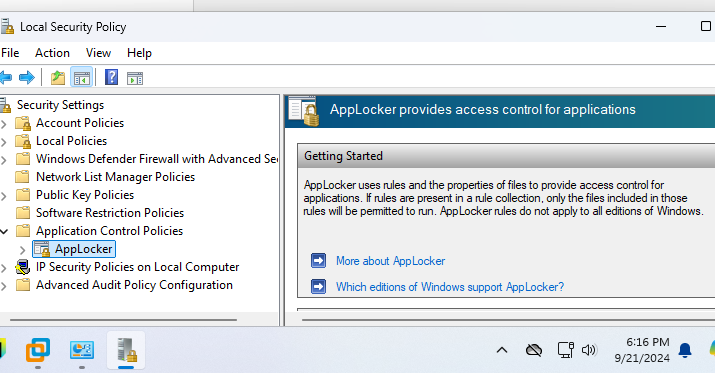 Local Security Policy
File Action View Help
Security Settings
Account Policies
Local Policies
Windows Defender Firewall with Advanced Se
Network List Manager Policies
Public Key Policies
Software Restriction Policies
Application Control Policies
AppLocker
IP Security Policies on Local Computer
Advanced Audit Policy Configuration
AppLocker provides access control for applications
Getting Started
AppLocker uses rules and the properties of files to provide access control for
applications. If rules are present in a rule collection, only the files included in those
rules will be permitted to run. AppLocker rules do not apply to all editions of Windows.
More about AppLocker
Which editions of Windows support AppLocker?
6:16 PM
9/21/2024